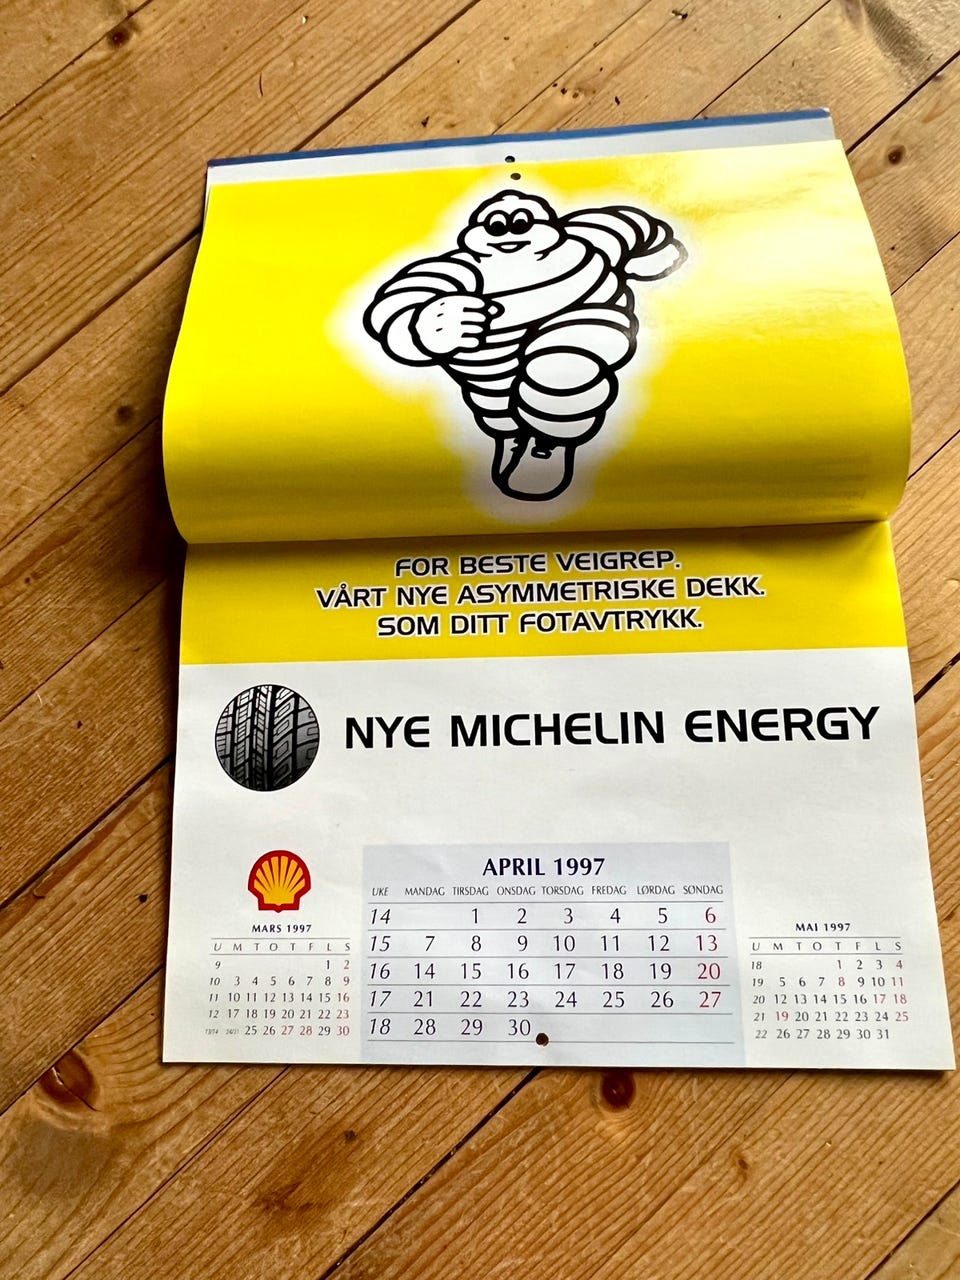 FOR BESTE VEIGREP.
VÅRT NYE ASYMMETRISKE DEKK.
SOM DITT FOTAVTRYKK.
NYE MICHELIN ENERGY
APRIL 1997
UKE MANDAG TIRSDAG ONSDAG TORSDAG FREDAG LØRDAG SØNDAG
14 1 2 3 4 5 6
15 7 8 9 10 11 12 13
16 14 15 16 17 18 19 20
17 21 22 23 24 25 26 27
18 28 29 30
MARS 1997
U M T O T F L S
9 1 2
10 3 4 5 6 7 8 9
11 10 11 12 13 14 15 16
12 17 18 19 20 21 22 23
13/14 24/31 25 26 27 28 29 30
MAI 1997
U M T O T F L S
18 1 2 3 4
19 5 6 7 8 9 10 11
20 12 13 14 15 16 17 18
21 19 20 21 22 23 24 25
22 26 27 28 29 30 31